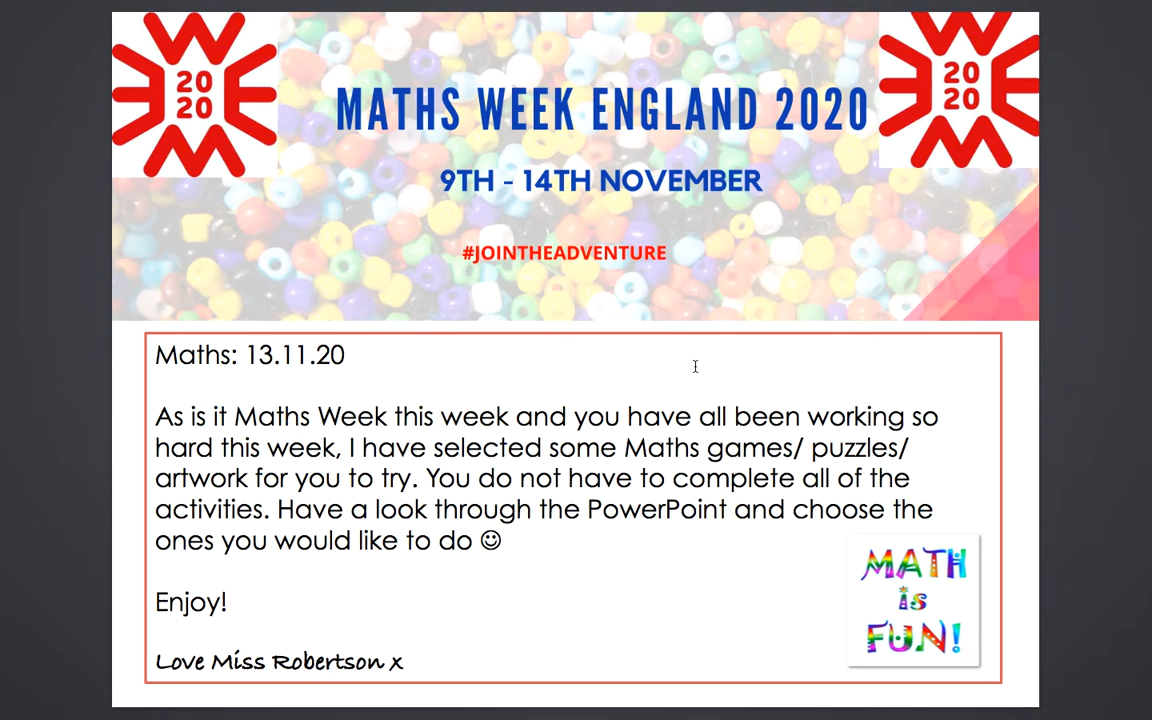 20
20
20
20
MATHS WEEK ENGLAND 2020
9TH - 14TH NOVEMBER
#JOINTHEADVENTURE
Maths: 13.11.20
As is it Maths Week this week and you have all been working so
hard this week, I have selected some Maths games/ puzzles/
artwork for you to try. You do not have to complete all of the
activities. Have a look through the PowerPoint and choose the
ones you would like to do ☺
Enjoy!
Love Miss Robertson x
MATH
is
FUN!